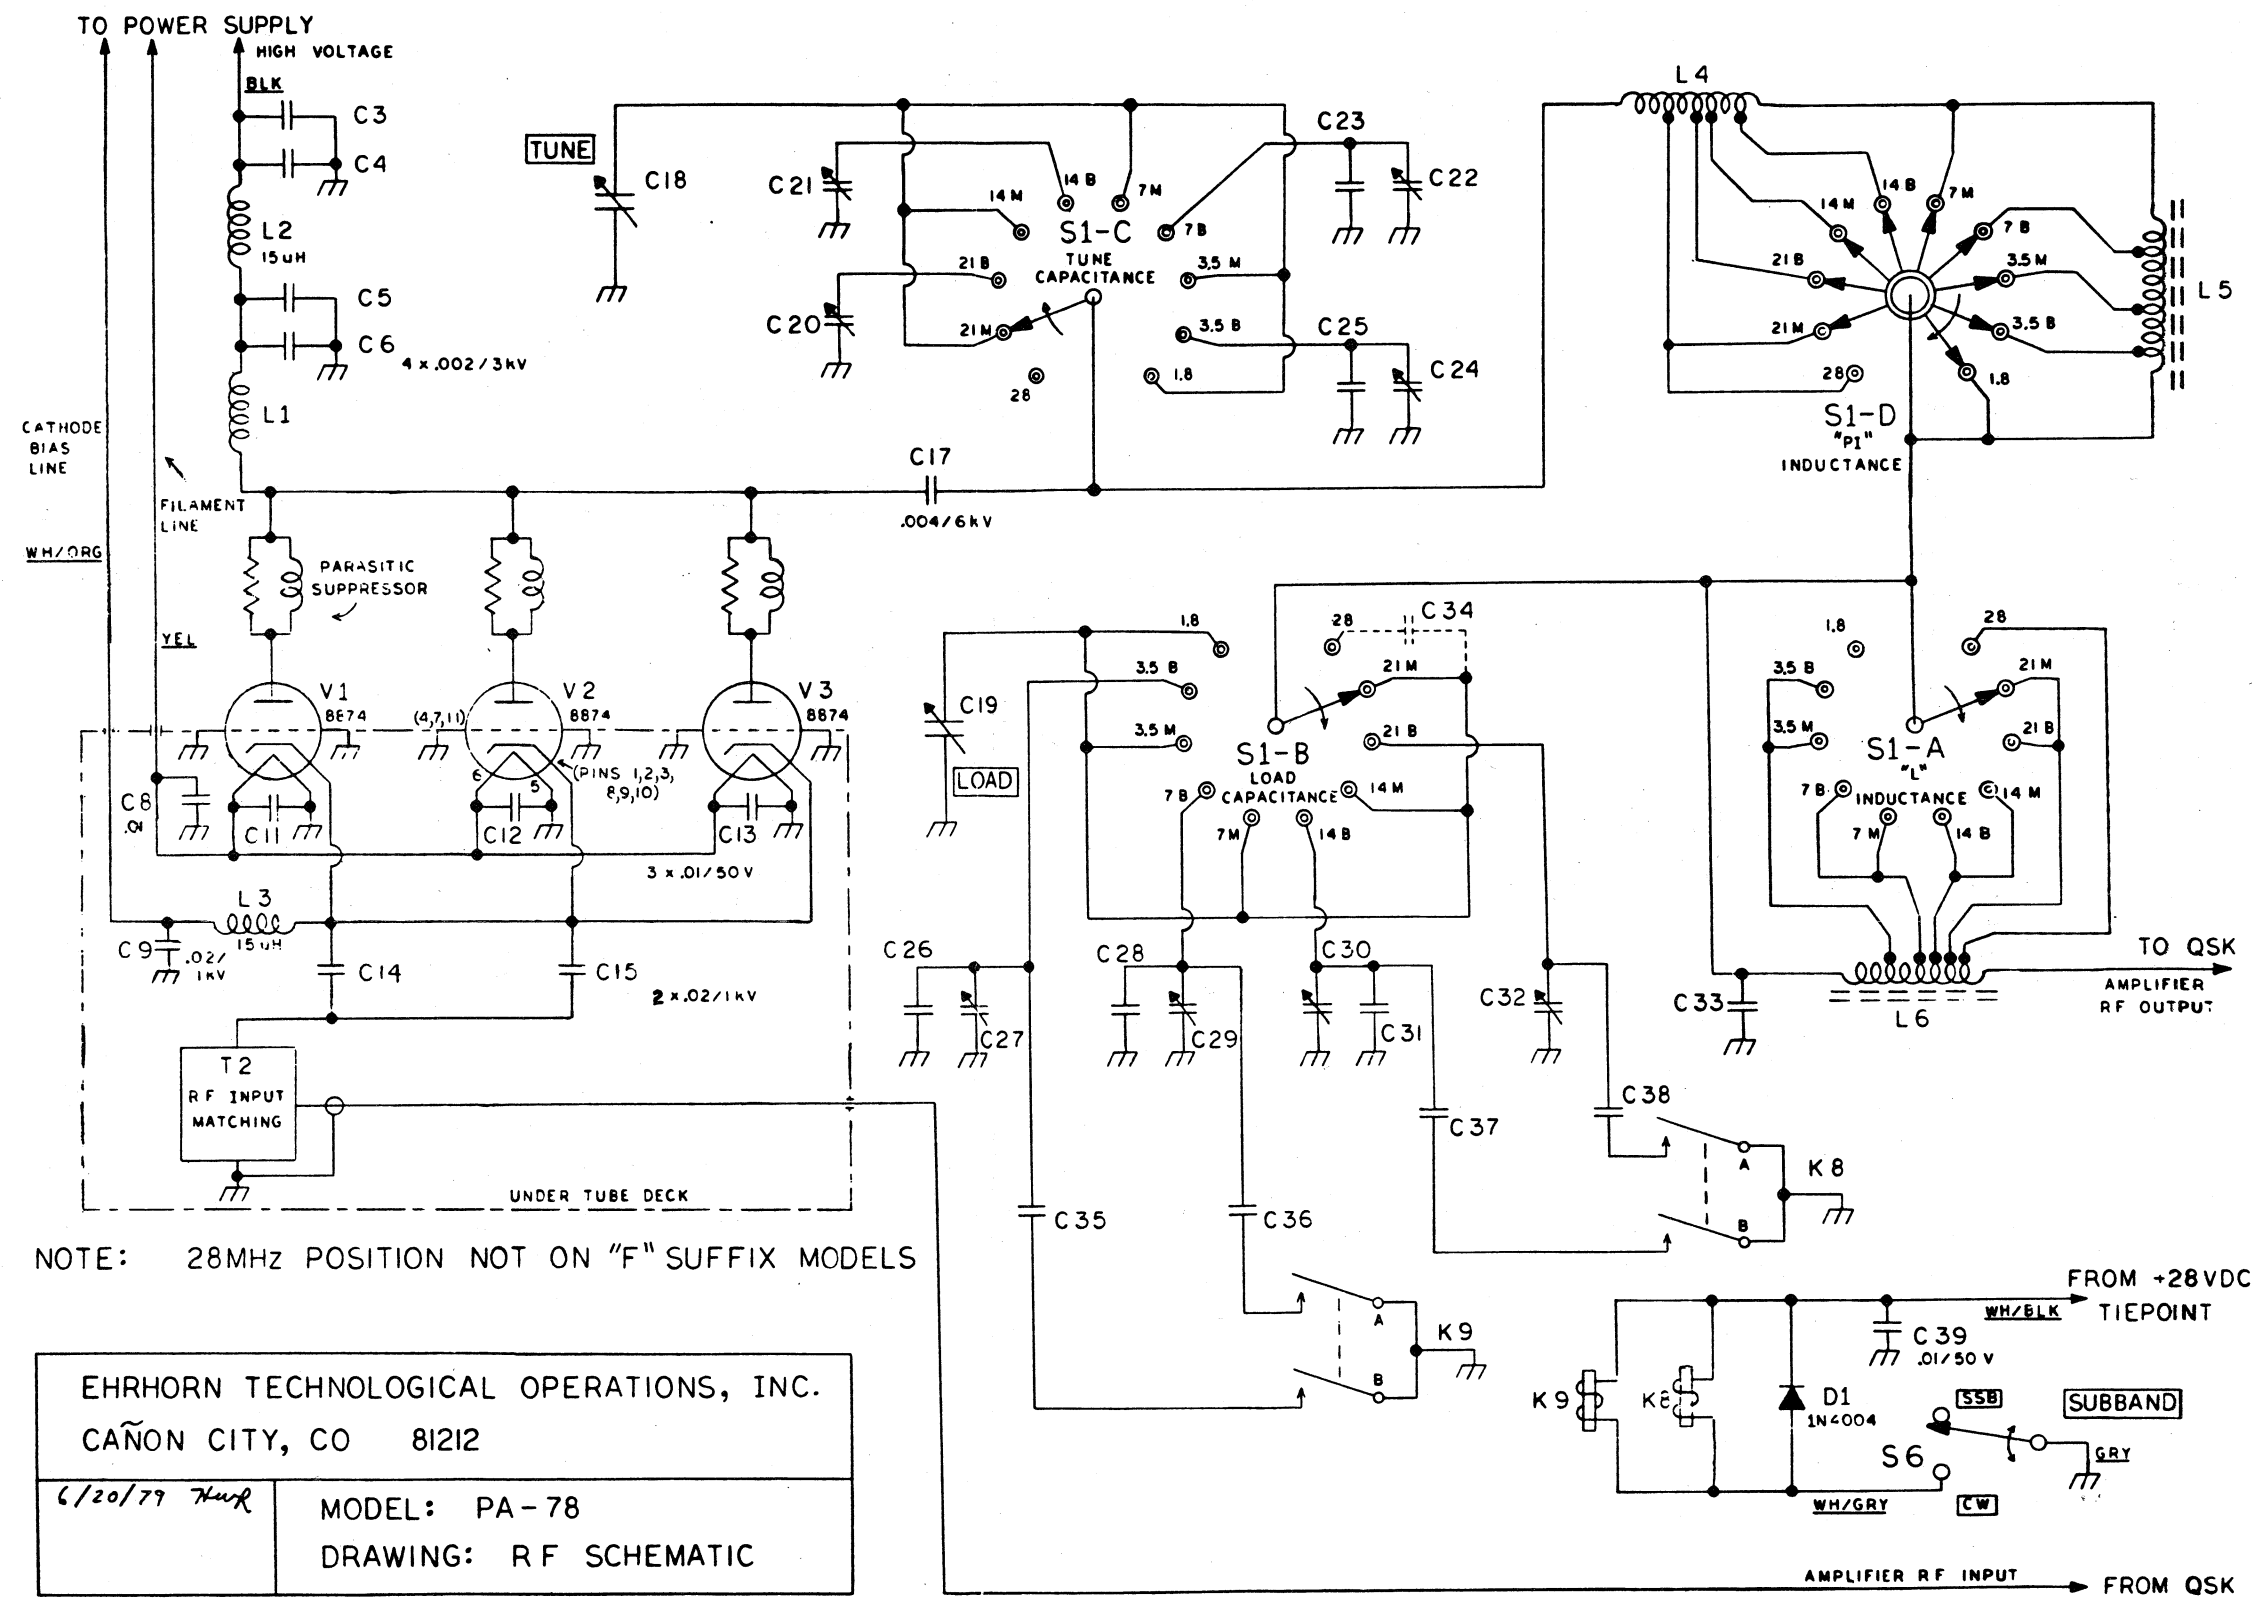 TO POWER SUPPLY
HIGH VOLTAGE
BLK
C3
C4
L2
15uH
C5
C6
4 x .002/3kV
L1
CATHODE
BIAS
LINE
FILAMENT
LINE
WH/ORG
YEL
PARASITIC
SUPPRESSOR
TUNE
C18
C21
C20
14 M
14 B
7 M
7 B
21 B
3.5 M
21 M
3.5 B
28
1.8
S1-C
TUNE
CAPACITANCE
C23
C22
C25
C24
C17
.004/6kV
L4
L5
14 M
14 B
7 M
7 B
21 B
3.5 M
21 M
3.5 B
28
1.8
S1-D
"PI"
INDUCTANCE
V1
8874
V2
8874
V3
8874
(4,7,11)
6
5
(PINS 1,2,3,
8,9,10)
C8
.01
C11
C12
C13
3 x .01/50V
L3
15uH
C9
.02/
1kV
C14
C15
2 x .02/1kV
T2
RF INPUT
MATCHING
UNDER TUBE DECK
C19
LOAD
1.8
28
C34
3.5 B
21 M
3.5 M
21 B
7 B
14 M
7 M
14 B
S1-B
LOAD
CAPACITANCE
1.8
28
3.5 B
21 M
3.5 M
21 B
7 B
14 M
7 M
14 B
S1-A
"L"
INDUCTANCE
C26
C27
C28
C29
C30
C31
C32
C33
L6
TO QSK
AMPLIFIER
RF OUTPUT
C35
C36
C37
C38
A
B
K8
A
B
K9
NOTE: 28MHz POSITION NOT ON "F" SUFFIX MODELS
FROM +28VDC
TIEPOINT
WH/BLK
C39
.01/50V
K9
K8
D1
1N4004
SSB
SUBBAND
S6
GRY
CW
WH/GRY
EHRHORN TECHNOLOGICAL OPERATIONS, INC.
CAÑON CITY, CO 81212
6/20/79 HWR
MODEL: PA-78
DRAWING: RF SCHEMATIC
AMPLIFIER RF INPUT
FROM QSK